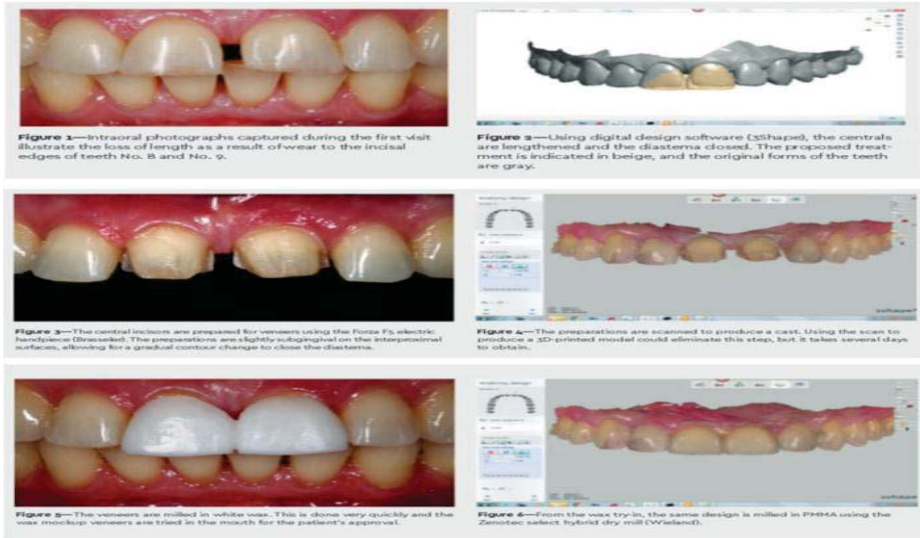 Figure 1—Intraoral photographs captured during the first visit
illustrate the loss of length as a result of wear to the incisal
edges of teeth No. 8 and No. 9.
Figure 2—Using digital design software (3Shape), the centrals
are lengthened and the diastema closed. The proposed treat-
ment is indicated in beige, and the original forms of the teeth
are gray.
Figure 3—The central incisors are prepared for veneers using the Forza F5 electric
handpiece (Brasseler). The preparations are slightly subgingival on the interproximal
surfaces, allowing for a gradual contour change to close the diastema.
Figure 4—The preparations are scanned to produce a cast. Using the scan to
produce a 3D-printed model could eliminate this step, but it takes several days
to obtain.
Figure 5—The veneers are milled in white wax. This is done very quickly and the
wax mockup veneers are tried in the mouth for the patient's approval.
Figure 6—From the wax try-in, the same design is milled in PMMA using the
Zenotec select hybrid dry mill (Wieland).